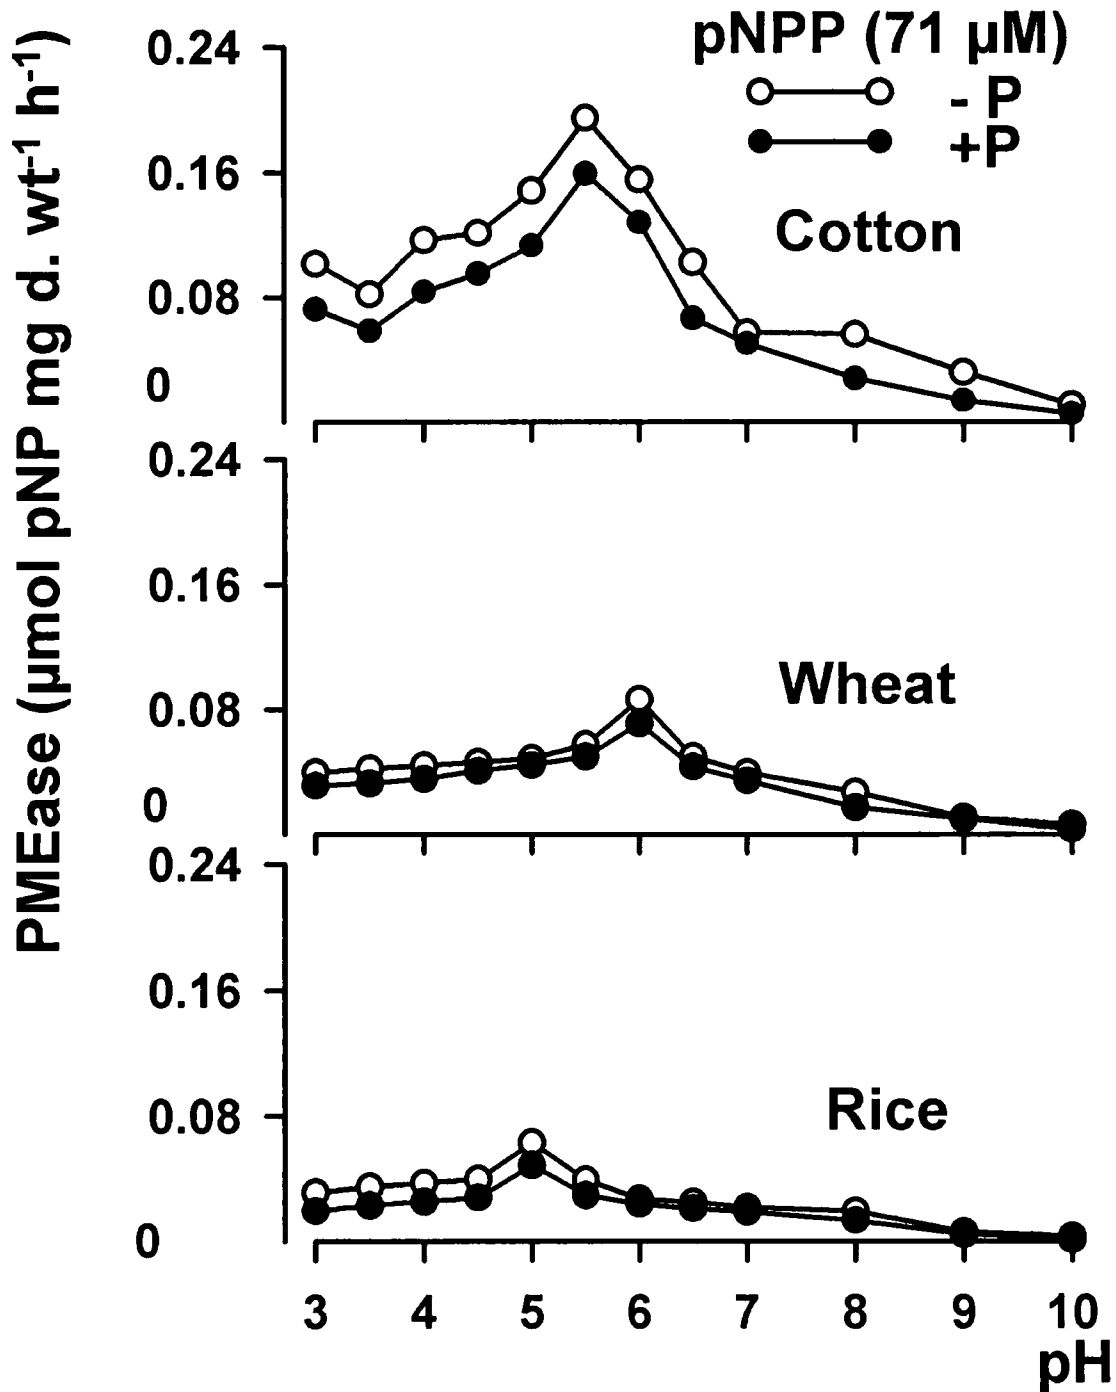 PMEase (µmol pNP mg d. wt⁻¹ h⁻¹)
pNPP (71 µM)
- P
+P
0.24
0.16
0.08
0
Cotton
3 4 5 6 7 8 9 10
0.24
0.16
0.08
0
Wheat
0.24
0.16
0.08
0
Rice
pH